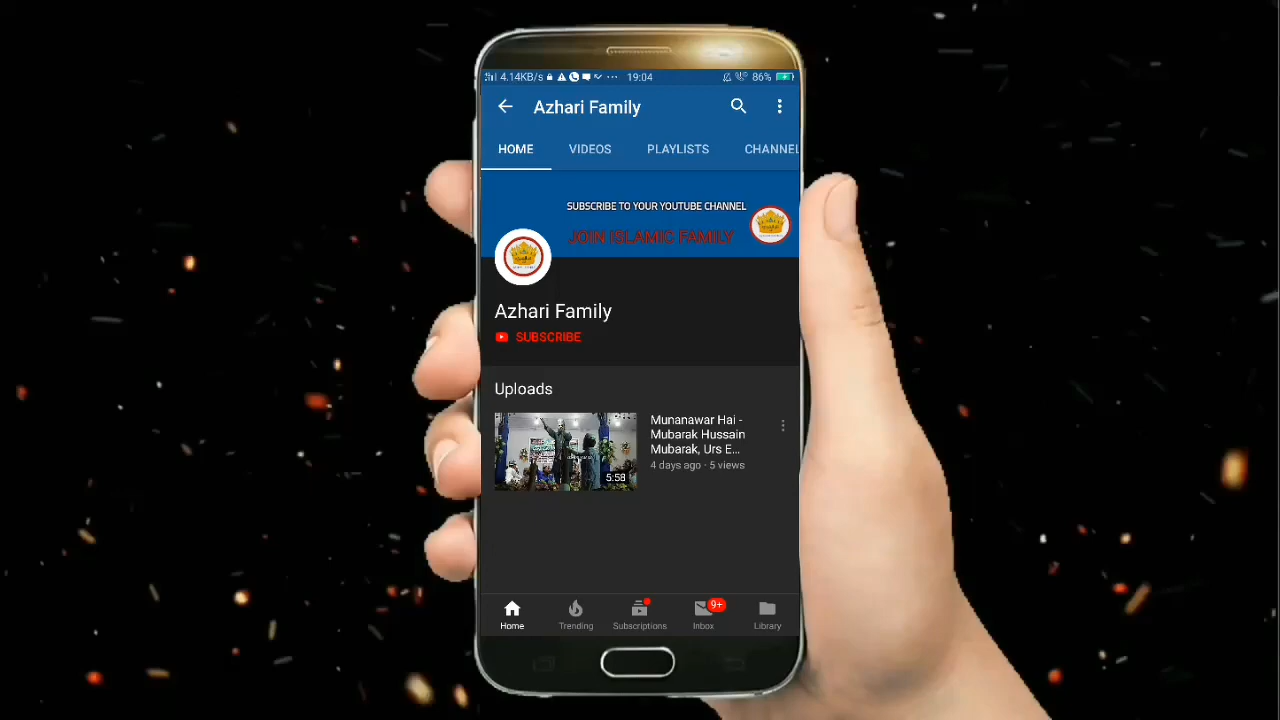 4.14KB/s 19:04 86%
Azhari Family
HOME VIDEOS PLAYLISTS CHANNEL
SUBSCRIBE TO YOUR YOUTUBE CHANNEL
JOIN ISLAMIC FAMILY
Azhari Family
SUBSCRIBE
Uploads
Munanawar Hai -
Mubarak Hussain
Mubarak, Urs E...
4 days ago · 5 views
5:58
9+
Home Trending Subscriptions Inbox Library